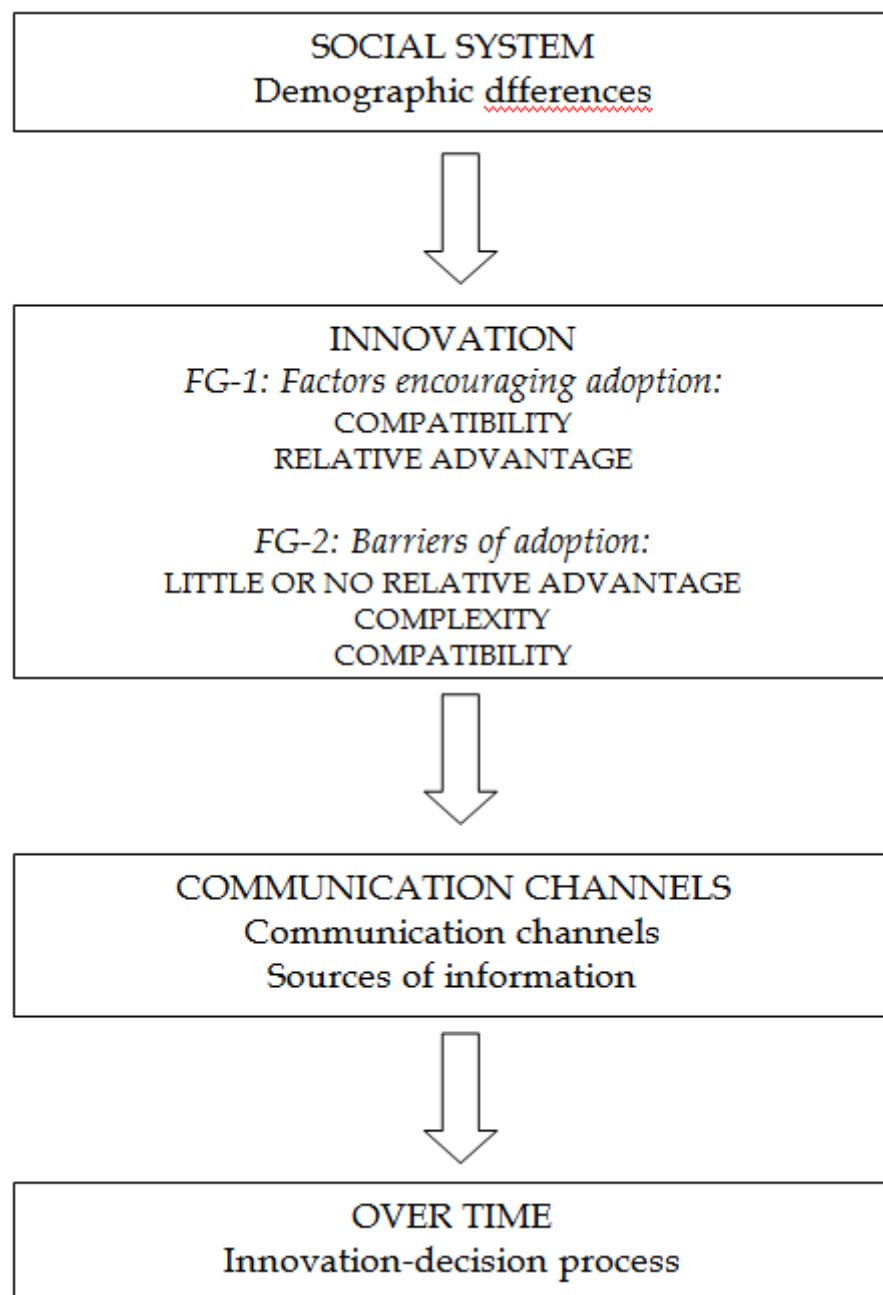 SOCIAL SYSTEM
Demographic dfferences
INNOVATION
FG-1: Factors encouraging adoption:
COMPATIBILITY
RELATIVE ADVANTAGE
FG-2: Barriers of adoption:
LITTLE OR NO RELATIVE ADVANTAGE
COMPLEXITY
COMPATIBILITY
COMMUNICATION CHANNELS
Communication channels
Sources of information
OVER TIME
Innovation-decision process